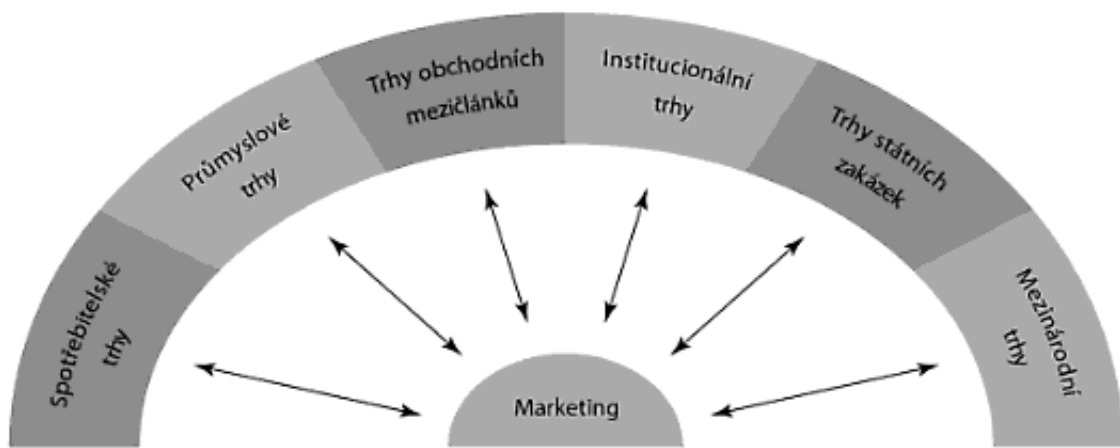 Spotřebitelské
trhy
Průmyslové
trhy
Trhy obchodních
mezičlánků
Institucionální
trhy
Trhy státních
zakázek
Mezinárodní
trhy
Marketing